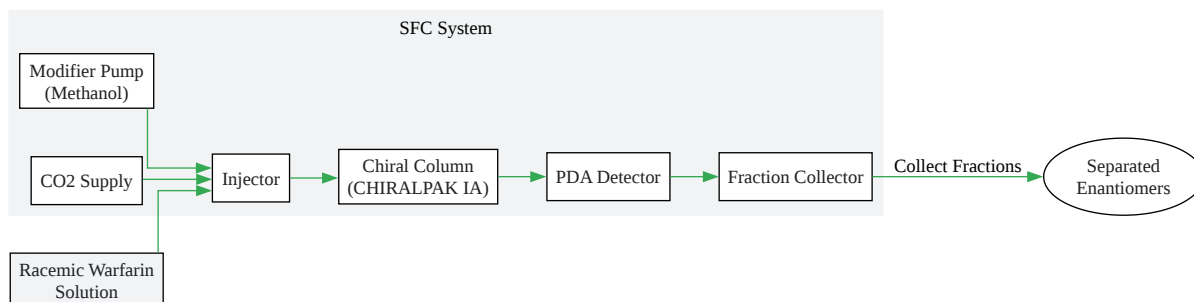 SFC System
Modifier Pump
(Methanol)
CO2 Supply
Injector
Chiral Column
(CHIRALPAK IA)
PDA Detector
Fraction Collector
Collect Fractions
Separated
Enantiomers
Racemic Warfarin
Solution